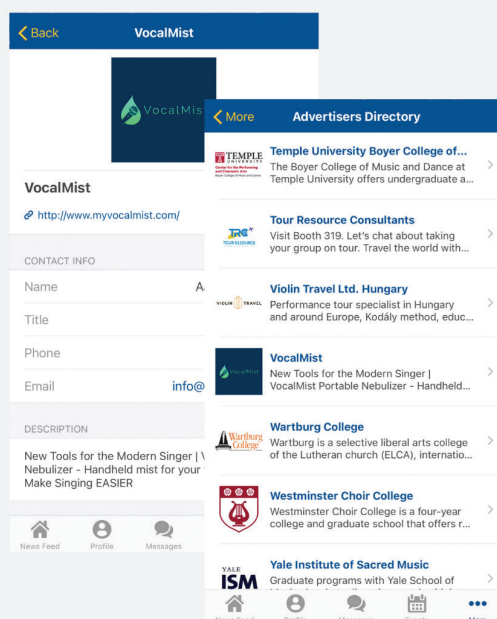 Back
VocalMist
VocalMis
VocalMist
http://www.myvocalmist.com/
CONTACT INFO
Name
Title
Phone
Email
info@
DESCRIPTION
New Tools for the Modern Singer |
Nebulizer - Handheld mist for your
Make Singing EASIER
News Feed
Profile
Messages
More
Advertisers Directory
TEMPLE
UNIVERSITY
Temple University Boyer College of...
The Boyer College of Music and Dance at
Temple University offers undergraduate a...
TRC
TOUR RESOURCE
Tour Resource Consultants
Visit Booth 319. Let's chat about taking
your group on tour. Travel the world with...
VIOLIN TRAVEL
Violin Travel Ltd. Hungary
Performance tour specialist in Hungary
and around Europe, Kodály method, educ...
VocalMist
VocalMist
New Tools for the Modern Singer |
VocalMist Portable Nebulizer - Handheld...
Wartburg
College
Wartburg College
Wartburg is a selective liberal arts college
of the Lutheran church (ELCA), internatio...
Westminster Choir College
Westminster Choir College is a four-year
college and graduate school that offers r...
YALE
ISM
Yale Institute of Sacred Music
Graduate programs with Yale School of